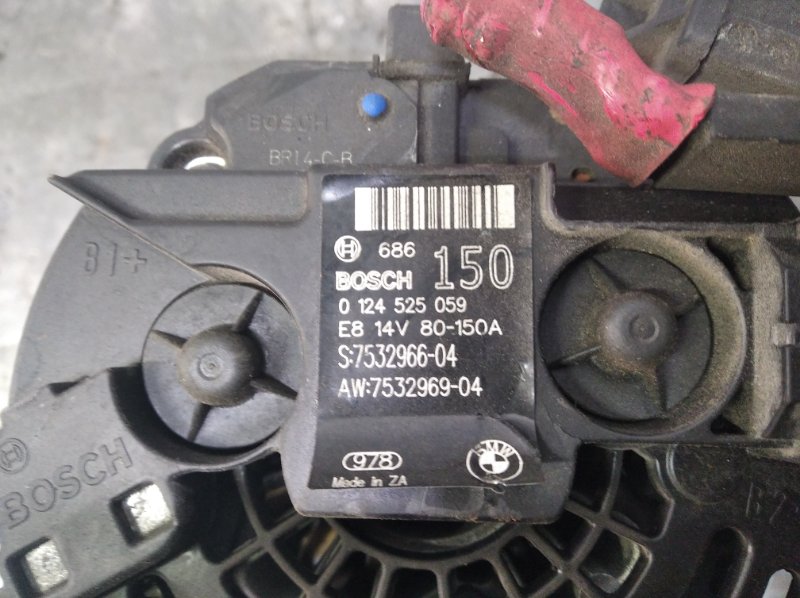 BOSCH
BR14-C-B
B1+
686
BOSCH 150
0 124 525 059
E8 14V 80-150A
S:7532966-04
AW:7532969-04
978
BMW
Made in ZA
BOSCH